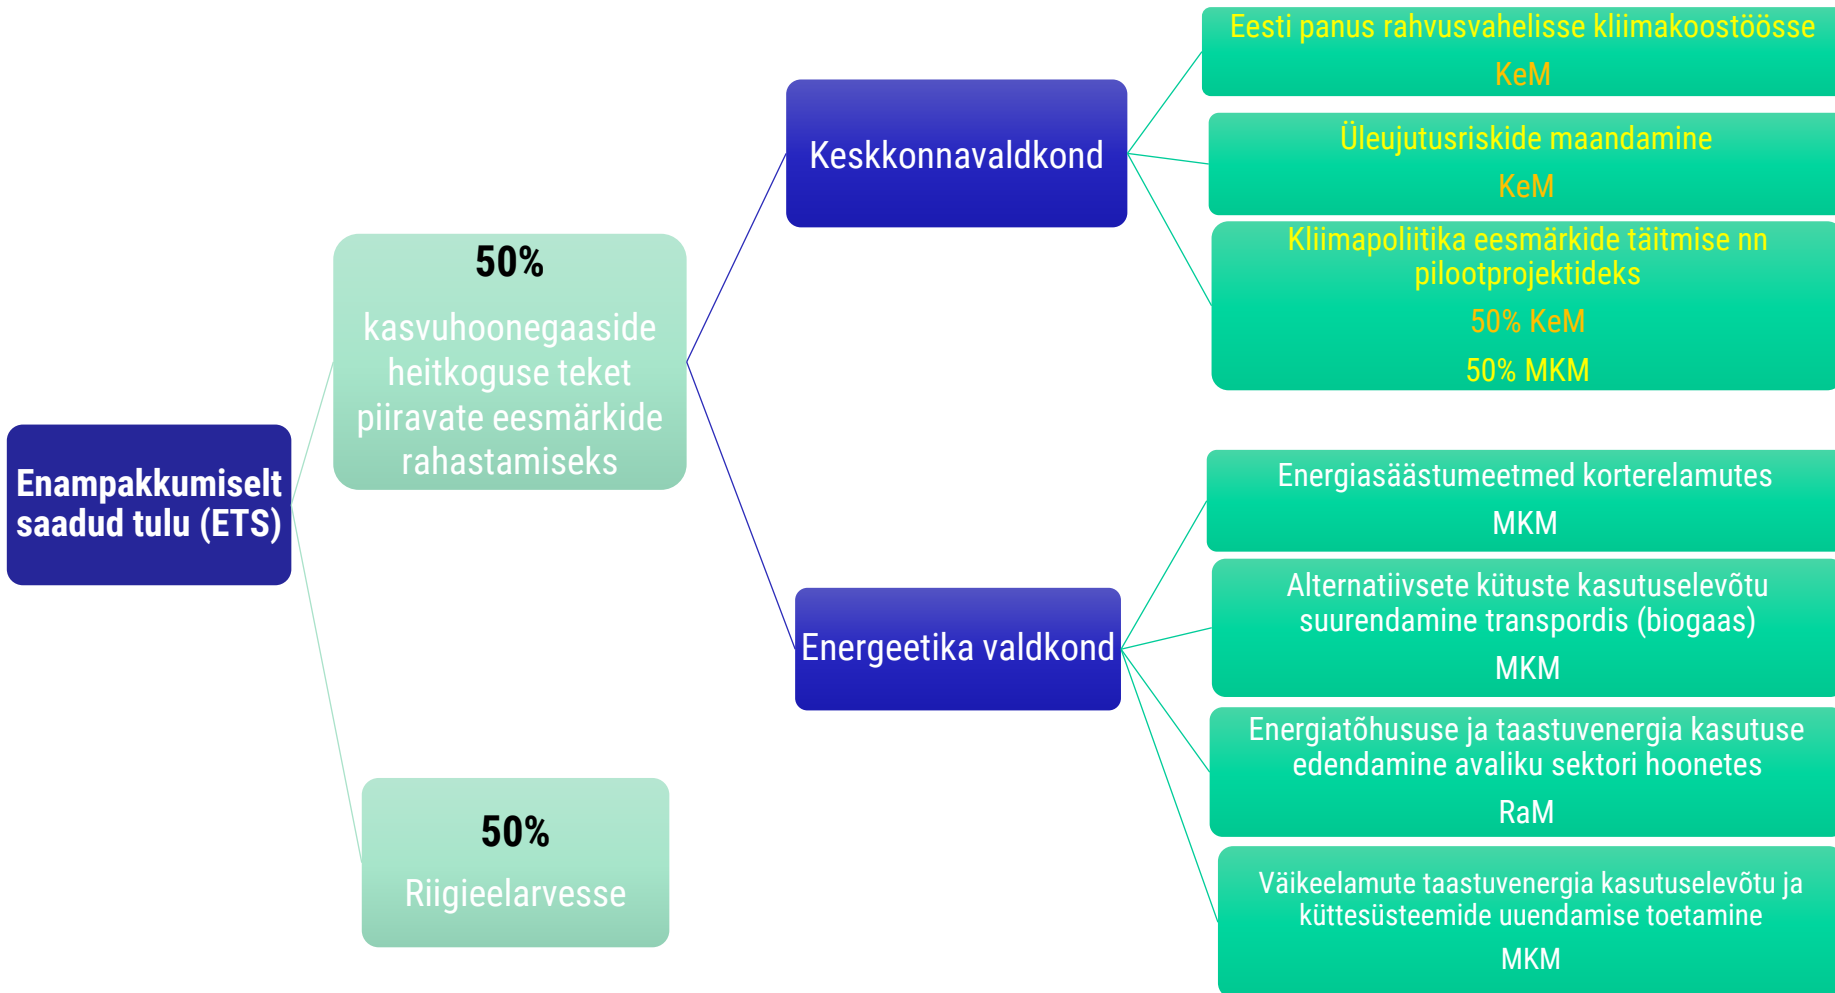 Enampakkumiselt
saadud tulu (ETS)
50%
kasvuhoonegaaside
heitkoguse teket
piiravate eesmärkide
rahastamiseks
50%
Riigieelarvesse
Keskkonnavaldkond
Eesti panus rahvusvahelisse kliimakoostöösse
KeM
Üleujutusriskide maandamine
KeM
Kliimapoliitika eesmärkide täitmise nn
pilootprojektideks
50% KeM
50% MKM
Energeetika valdkond
Energiasäästumeetmed korterelamutes
MKM
Alternatiivsete kütuste kasutuselevõtu
suurendamine transpordis (biogaas)
MKM
Energiatõhususe ja taastuvenergia kasutuse
edendamine avaliku sektori hoonetes
RaM
Väikeelamute taastuvenergia kasutuselevõtu ja
küttesüsteemide uuendamise toetamine
MKM